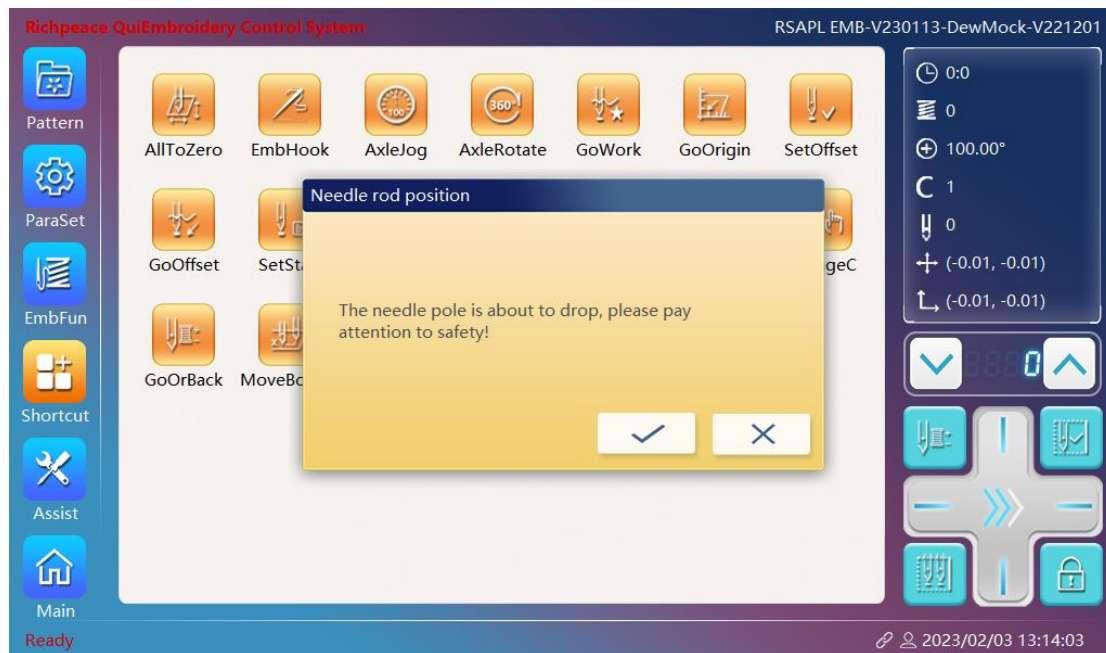 Richpeace QuiEmbroidery Control System
RSAPL EMB-V230113-DewMock-V221201
Pattern
ParaSet
EmbFun
Shortcut
Assist
Main
AllToZero
EmbHook
AxleJog
AxleRotate
GoWork
GoOrigin
SetOffset
100
360°
GoOffset
SetSt
geC
GoOrBack
MoveBo
Needle rod position
The needle pole is about to drop, please pay
attention to safety!
0:0
0
100.00°
C 1
0
(-0.01, -0.01)
(-0.01, -0.01)
0
Ready
2023/02/03 13:14:03